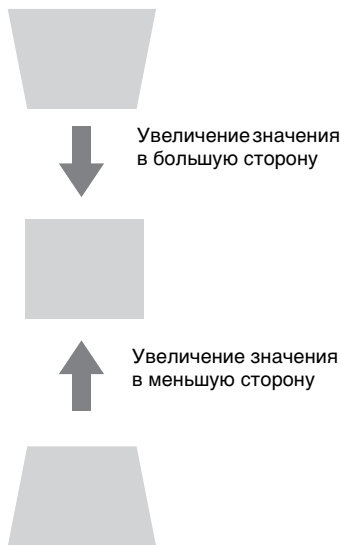 Увеличение значения
в большую сторону
Увеличение значения
в меньшую сторону